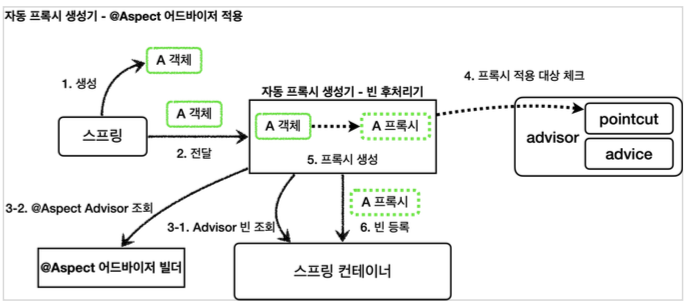 자동 프록시 생성기 - @Aspect 어드바이저 적용
A 객체
1. 생성
자동 프록시 생성기 - 빈 후처리기
4. 프록시 적용 대상 체크
A 객체
스프링
2. 전달
A 객체
A 프록시
5. 프록시 생성
advisor
pointcut
advice
3-2. @Aspect Advisor 조회
3-1. Advisor 빈 조회
A 프록시
6. 빈 등록
@Aspect 어드바이저 빌더
스프링 컨테이너